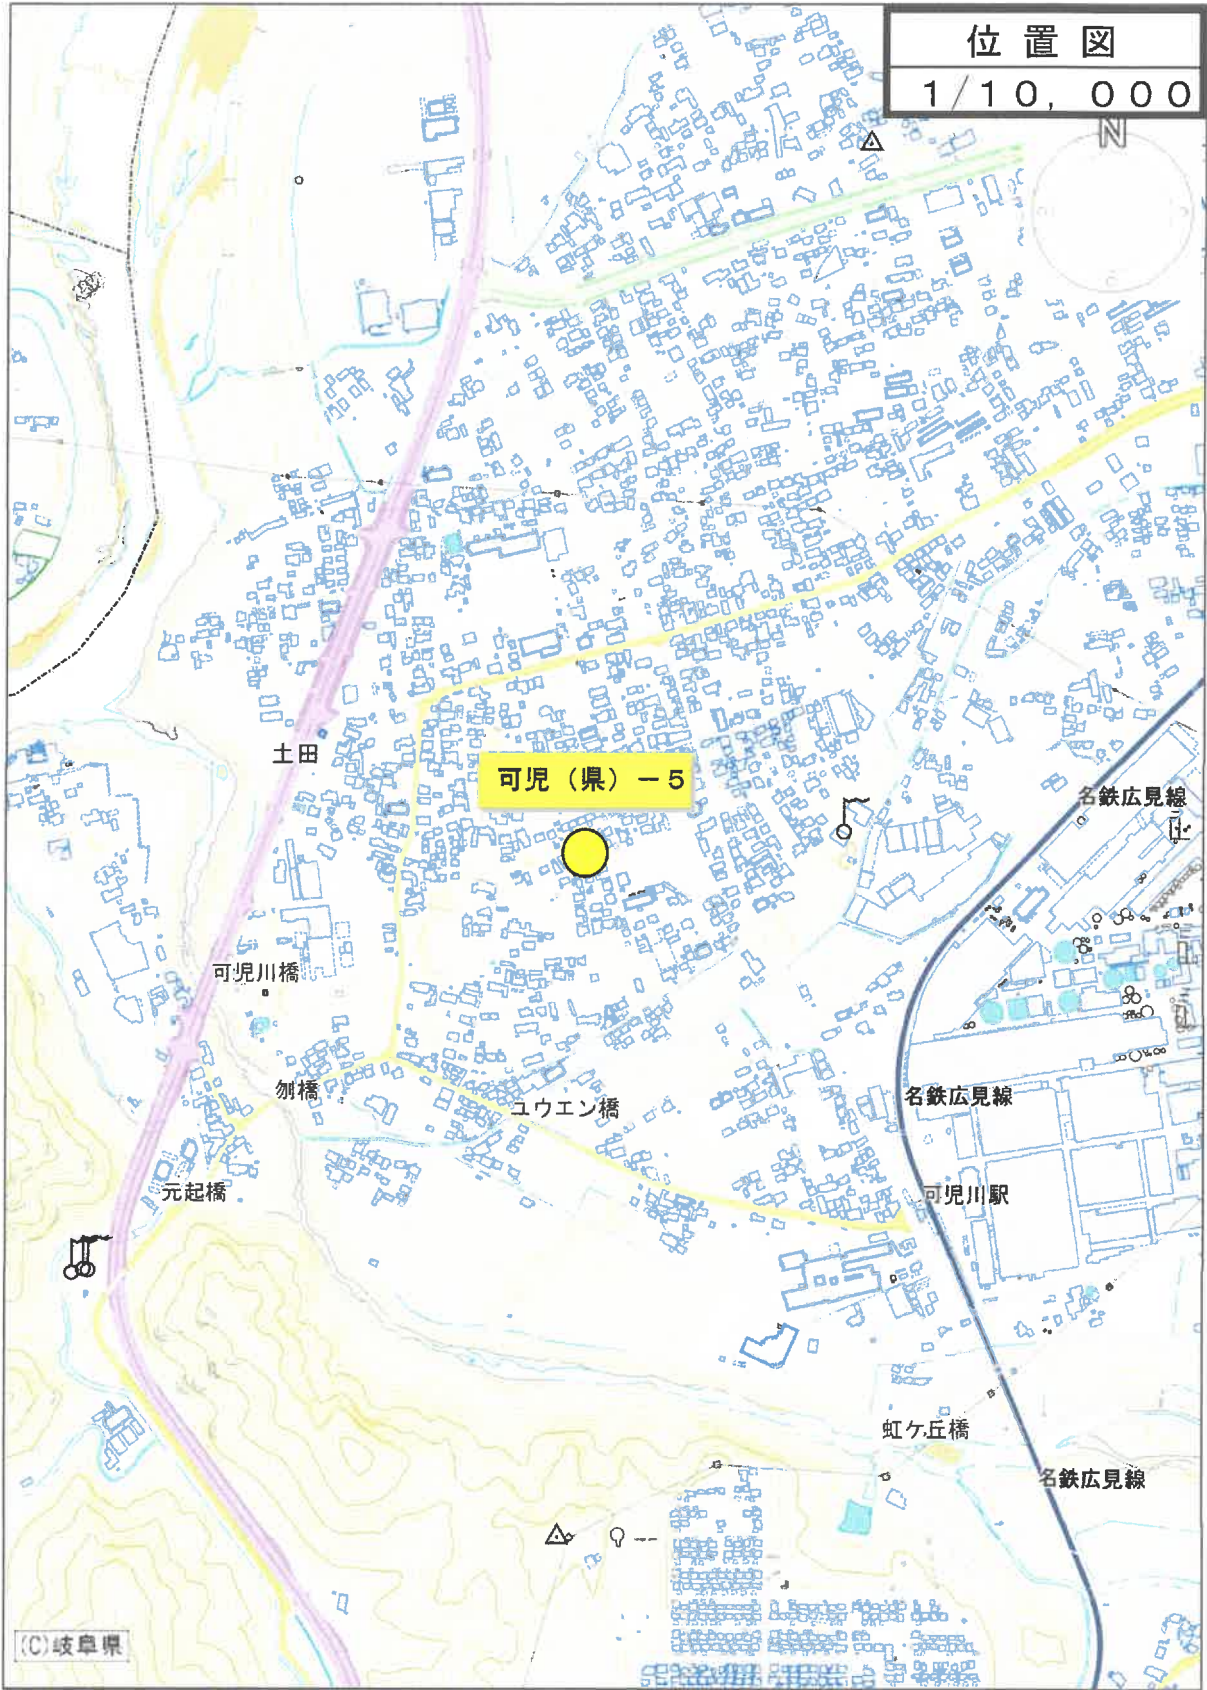 位置図
1/10,000
N
土田
可児(県)-5
名鉄広見線
可児川橋
刎橋
ユウエン橋
名鉄広見線
元起橋
可児川駅
虹ケ丘橋
名鉄広見線
(C)岐阜県